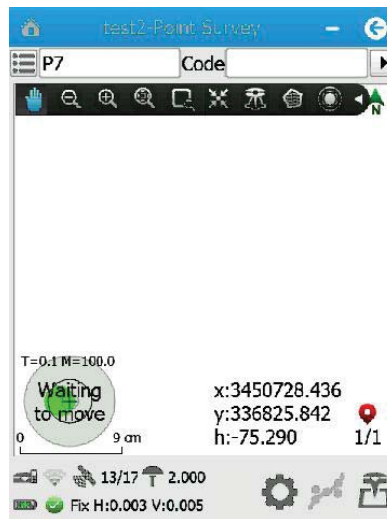 test2-Point Survey
P7
Code
N
T=0.1 M=100.0
Waiting
to move
0
9 cm
x:3450728.436
y:336825.842
h:-75.290
1/1
13/17
2.000
Fix H:0.003 V:0.005